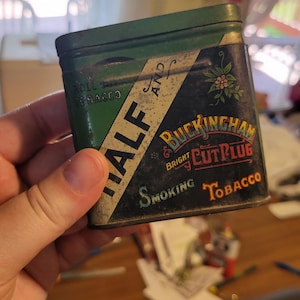 HALF AND
BUCKINGHAM
BRIGHT CUT PLUG
SMOKING TOBACCO